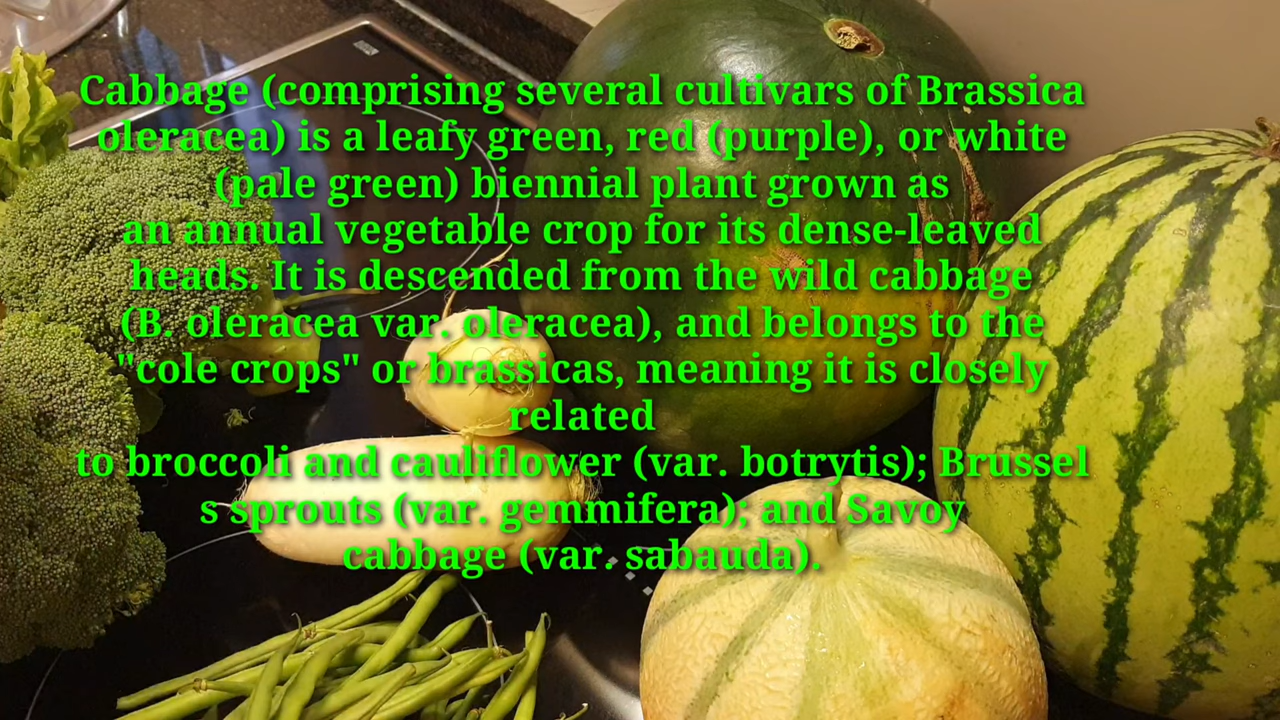 Cabbage (comprising several cultivars of Brassica
oleracea) is a leafy green, red (purple), or white
(pale green) biennial plant grown as
an annual vegetable crop for its dense-leaved
heads. It is descended from the wild cabbage
(B. oleracea var. oleracea), and belongs to the
"cole crops" or brassicas, meaning it is closely
related
to broccoli and cauliflower (var. botrytis); Brussel
s sprouts (var. gemmifera); and Savoy
cabbage (var. sabauda).